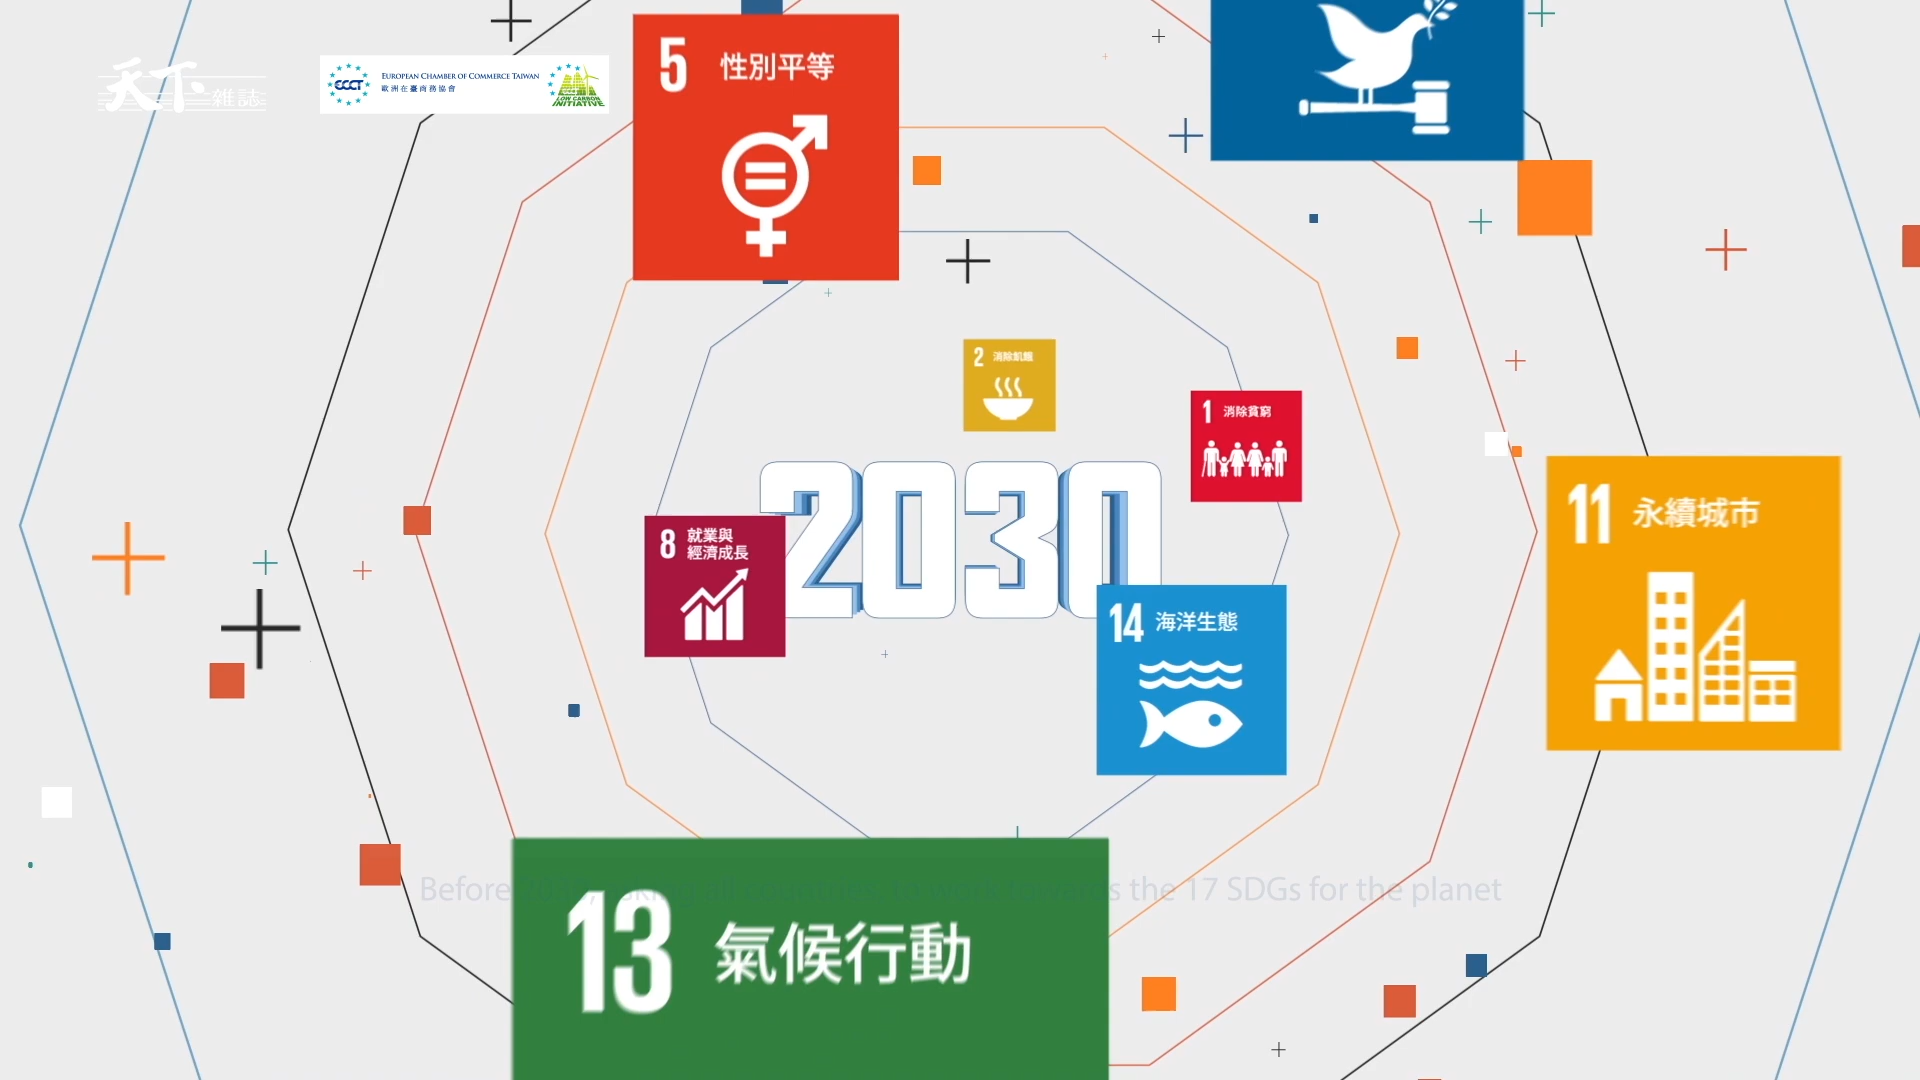 天下雜誌
ECCT
EUROPEAN CHAMBER OF COMMERCE TAIWAN
歐洲在臺商務協會
LOW CARBON
INITIATIVE
5 性別平等
2 消除飢餓
1 消除貧窮
2030
8 就業與
經濟成長
11 永續城市
14 海洋生態
Before the 17 SDGs for the planet
13 氣候行動